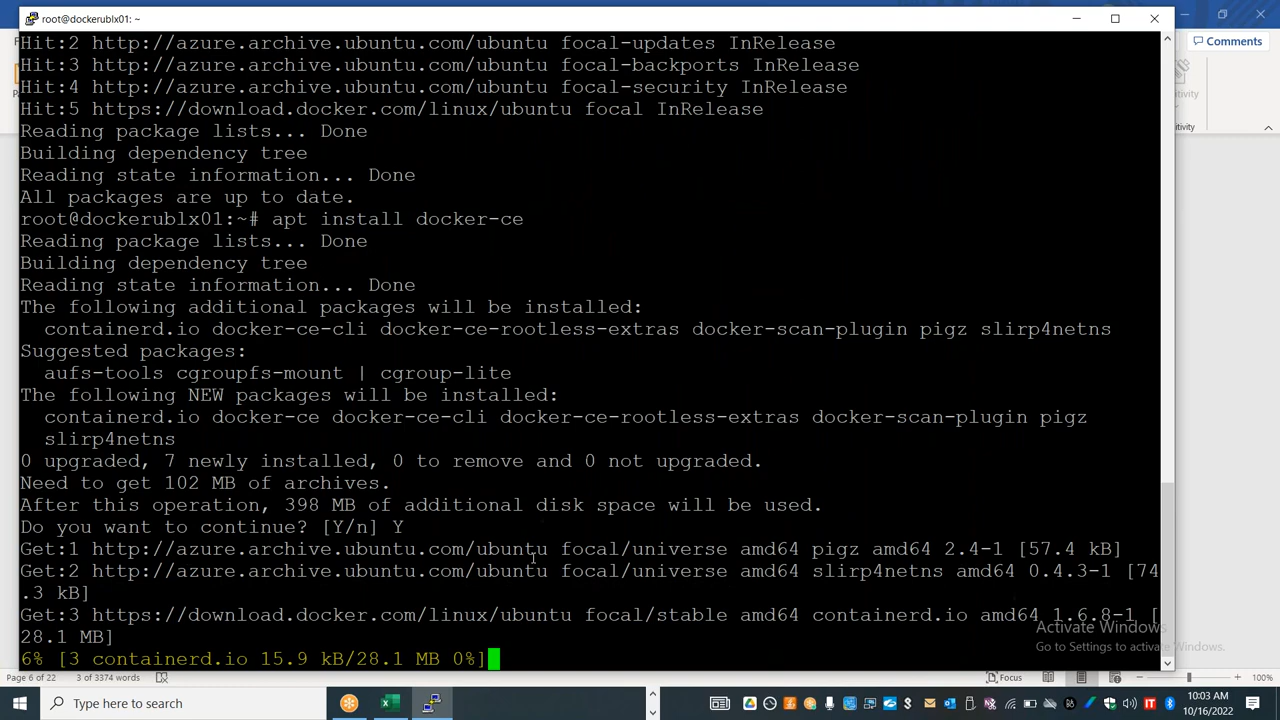 root@dockerublx01: ~
Comments
Hit:2 http://azure.archive.ubuntu.com/ubuntu focal-updates InRelease
Hit:3 http://azure.archive.ubuntu.com/ubuntu focal-backports InRelease
Hit:4 http://azure.archive.ubuntu.com/ubuntu focal-security InRelease
Hit:5 https://download.docker.com/linux/ubuntu focal InRelease
Reading package lists... Done
Building dependency tree
Reading state information... Done
All packages are up to date.
root@dockerublx01:~# apt install docker-ce
Reading package lists... Done
Building dependency tree
Reading state information... Done
The following additional packages will be installed:
containerd.io docker-ce-cli docker-ce-rootless-extras docker-scan-plugin pigz slirp4netns
Suggested packages:
aufs-tools cgroupfs-mount | cgroup-lite
The following NEW packages will be installed:
containerd.io docker-ce docker-ce-cli docker-ce-rootless-extras docker-scan-plugin pigz
slirp4netns
0 upgraded, 7 newly installed, 0 to remove and 0 not upgraded.
Need to get 102 MB of archives.
After this operation, 398 MB of additional disk space will be used.
Do you want to continue? [Y/n] Y
Get:1 http://azure.archive.ubuntu.com/ubuntu focal/universe amd64 pigz amd64 2.4-1 [57.4 kB]
Get:2 http://azure.archive.ubuntu.com/ubuntu focal/universe amd64 slirp4netns amd64 0.4.3-1 [74
.3 kB]
Get:3 https://download.docker.com/linux/ubuntu focal/stable amd64 containerd.io amd64 1.6.8-1 [
28.1 MB]
6% [3 containerd.io 15.9 kB/28.1 MB 0%]
Activate Windows
Go to Settings to activate Windows.
Page 6 of 22 3 of 3374 words Focus 100%
Type here to search
10:03 AM
10/16/2022